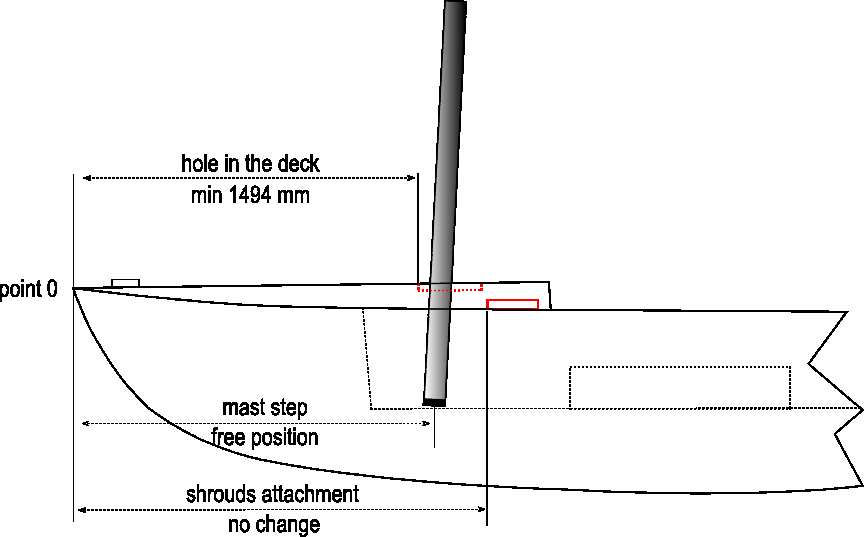 hole in the deck
min 1494 mm
point 0
mast step
free position
shrouds attachment
no change